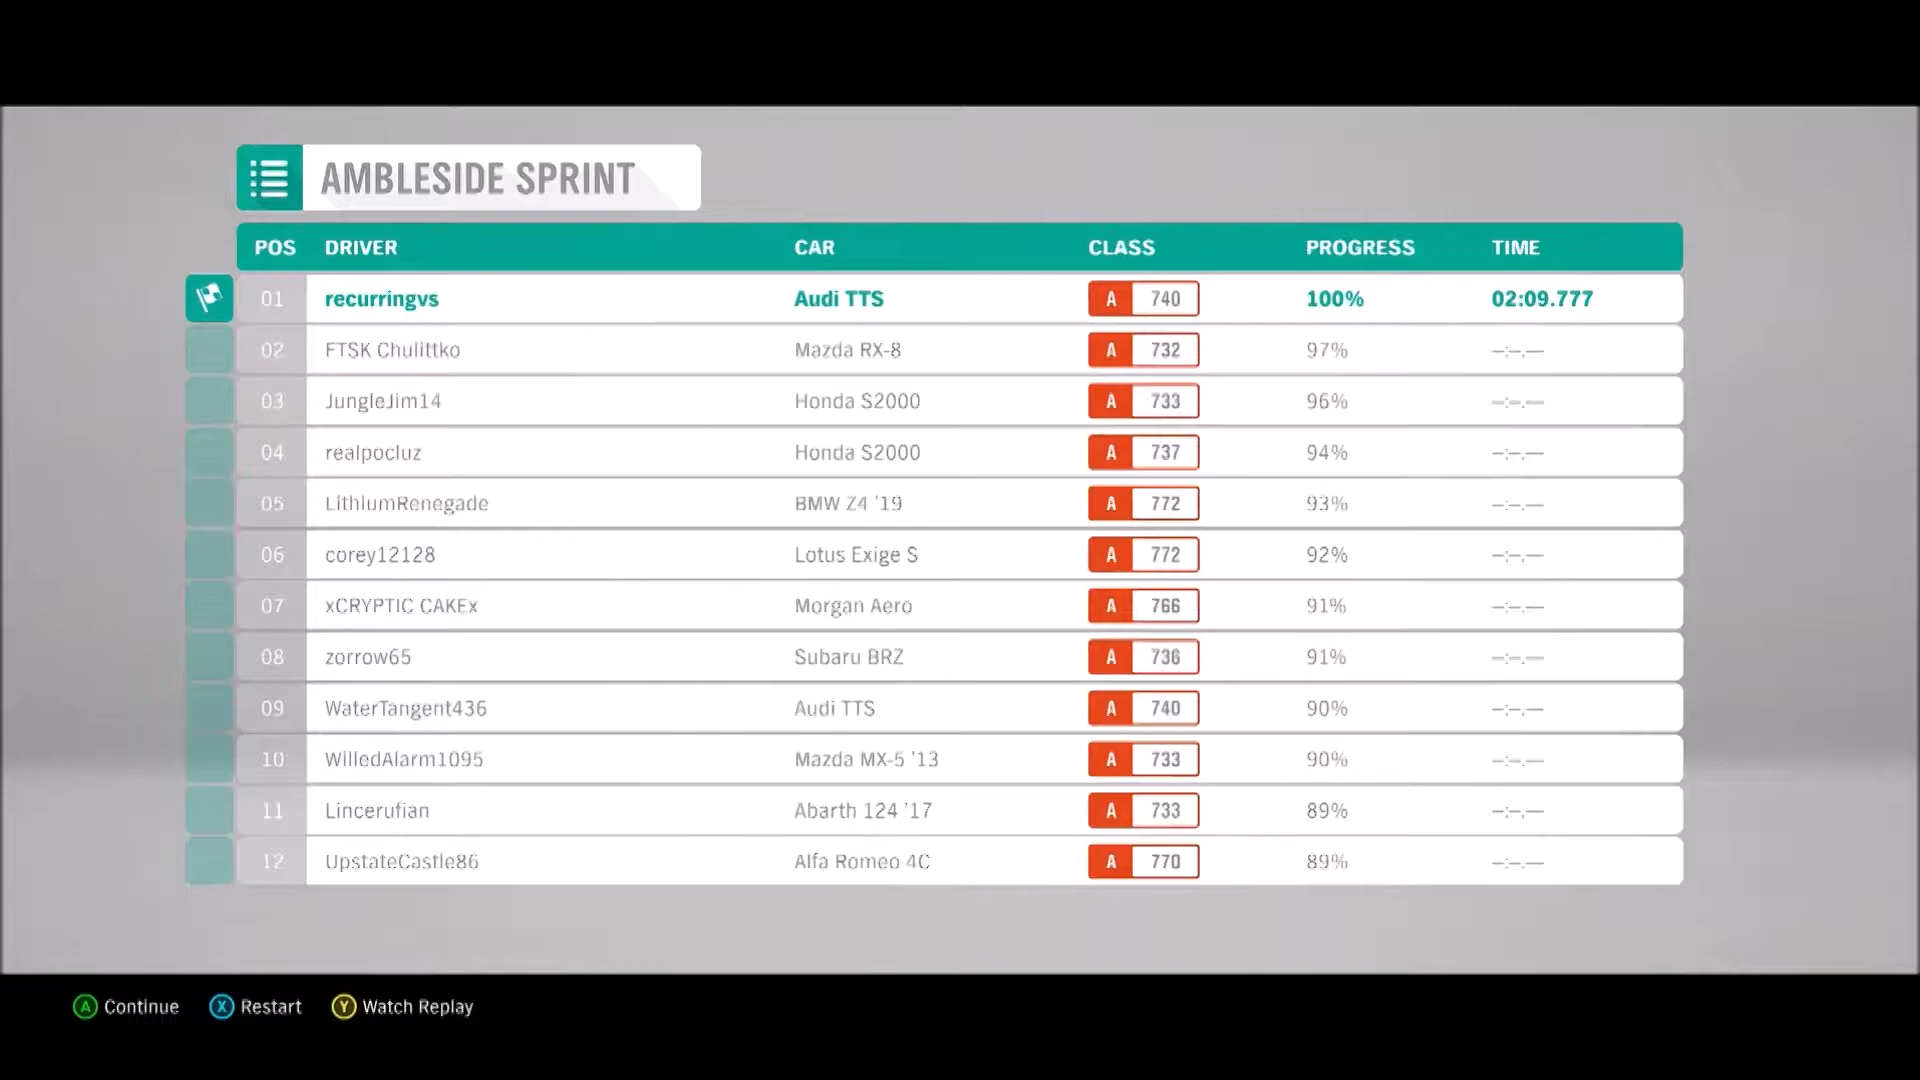 AMBLESIDE SPRINT
POS DRIVER CAR CLASS PROGRESS TIME
01 recurringvs Audi TTS A 740 100% 02:09.777
02 FTSK Chulittko Mazda RX-8 A 732 97% --:--.---
03 JungleJim14 Honda S2000 A 733 96% --:--.---
04 realpocluz Honda S2000 A 737 94% --:--.---
05 LithiumRenegade BMW Z4 '19 A 772 93% --:--.---
06 corey12128 Lotus Exige S A 772 92% --:--.---
07 xCRYPTIC CAKEx Morgan Aero A 766 91% --:--.---
08 zorrow65 Subaru BRZ A 736 91% --:--.---
09 WaterTangent436 Audi TTS A 740 90% --:--.---
10 WilledAlarm1095 Mazda MX-5 '13 A 733 90% --:--.---
11 Lincerufian Abarth 124 '17 A 733 89% --:--.---
12 UpstateCastle86 Alfa Romeo 4C A 770 89% --:--.---
A Continue X Restart Y Watch Replay